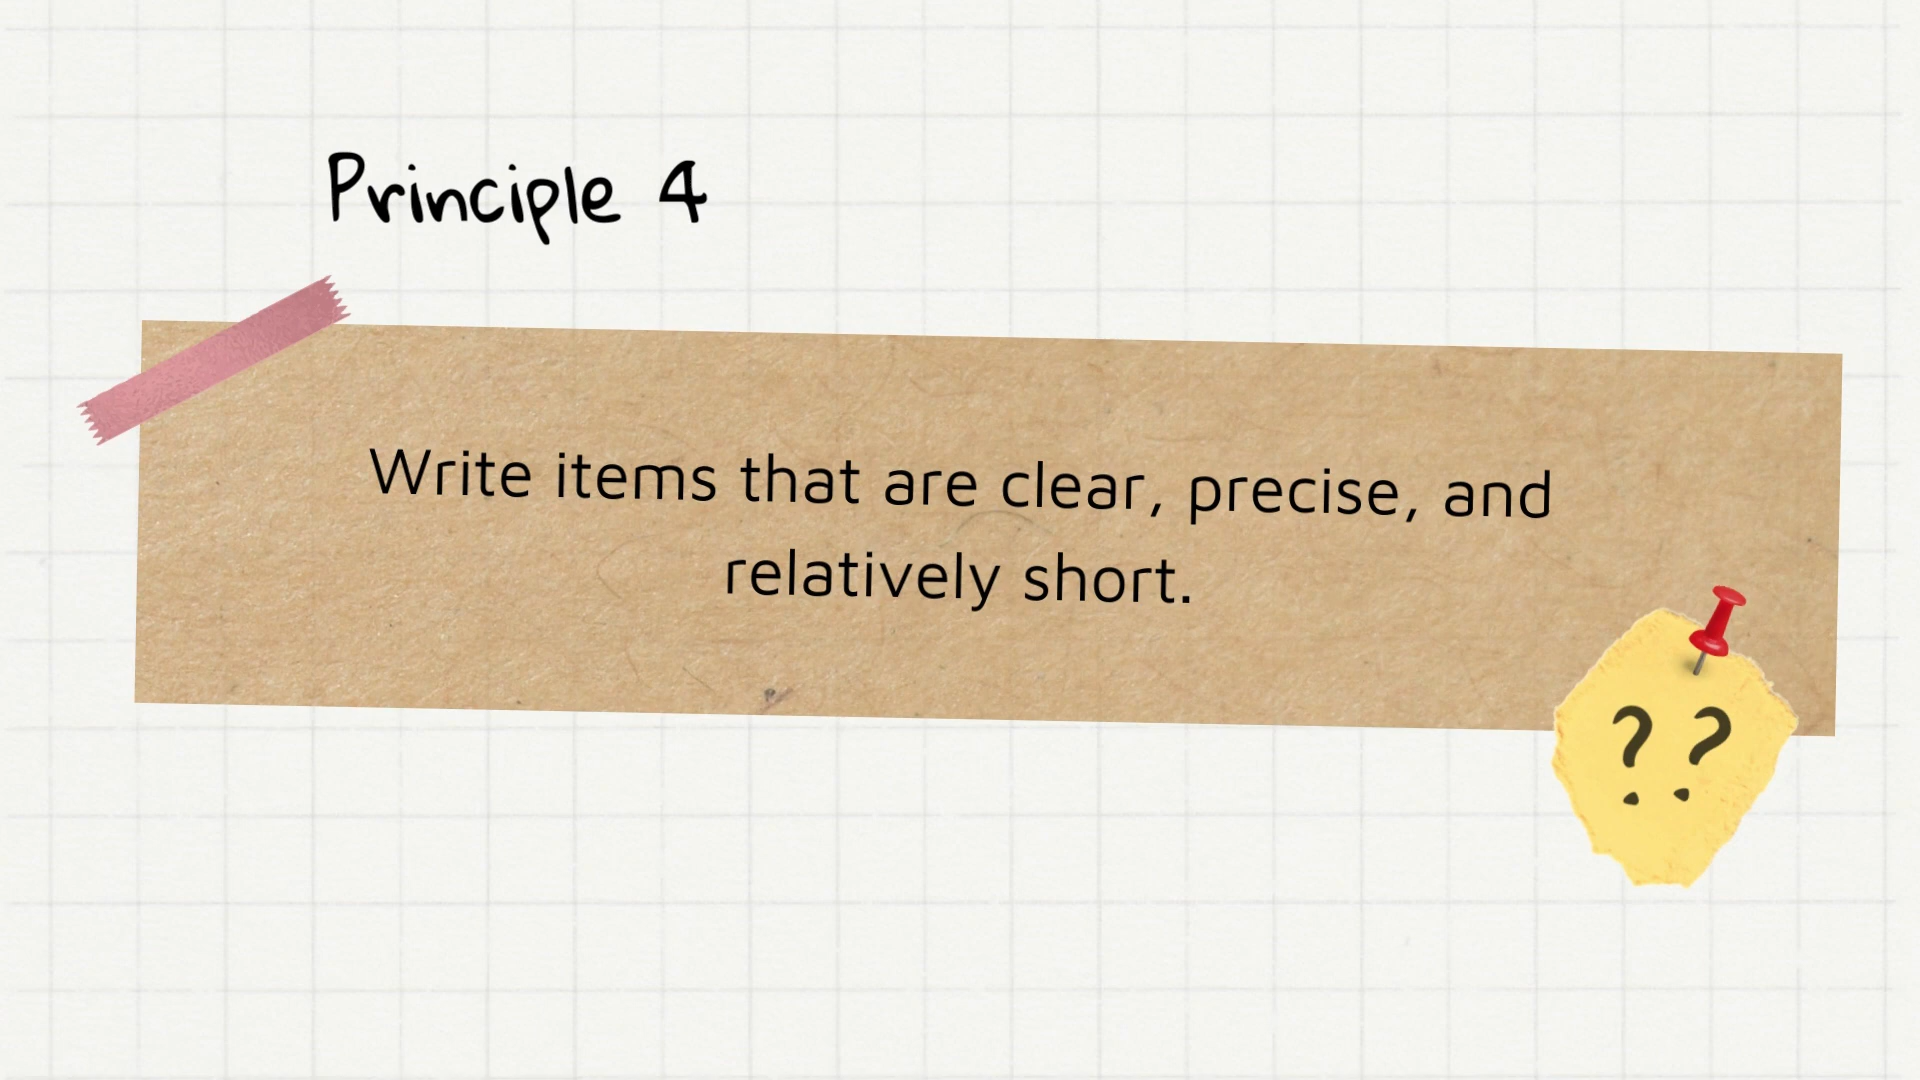 Principle 4
Write items that are clear, precise, and
relatively short.
? ?